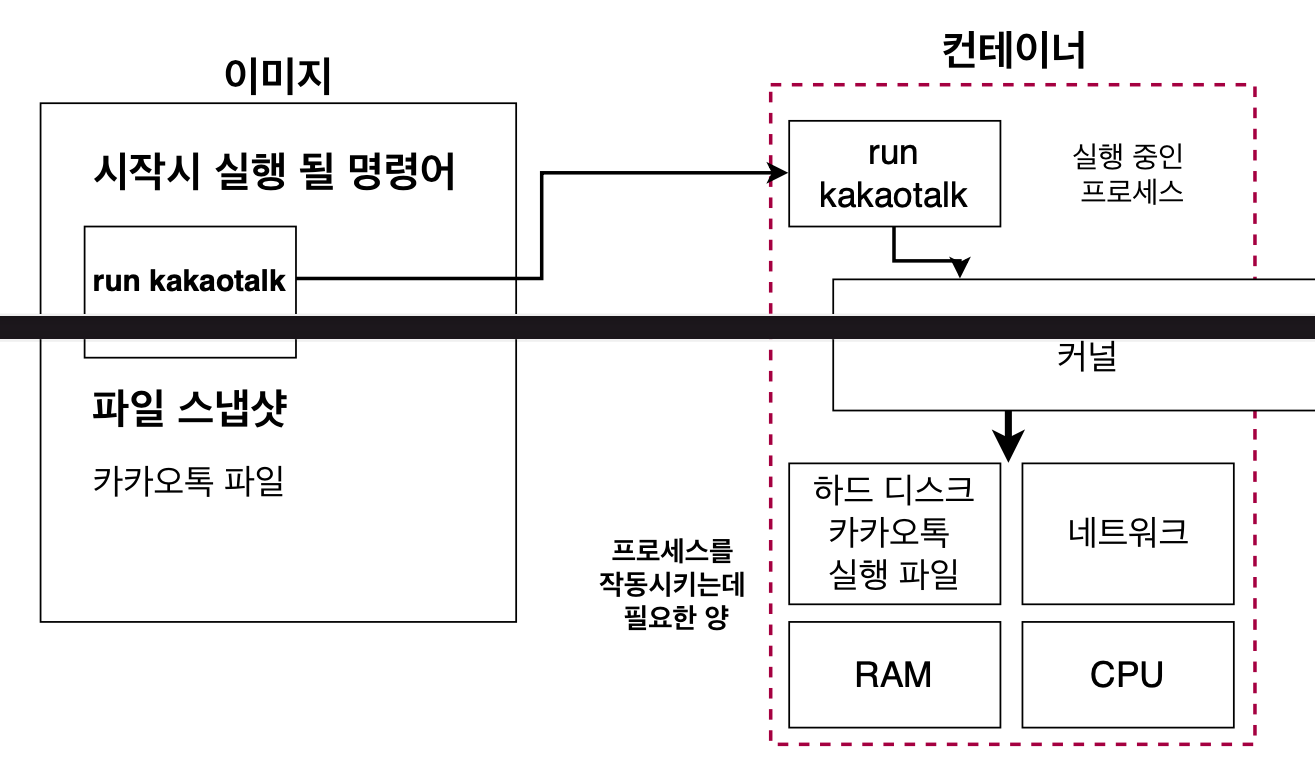 이미지
시작시 실행 될 명령어
run kakaotalk
파일 스냅샷
카카오톡 파일
컨테이너
run
kakaotalk
실행 중인
프로세스
커널
프로세스를
작동시키는데
필요한 양
하드 디스크
카카오톡
실행 파일
네트워크
RAM
CPU